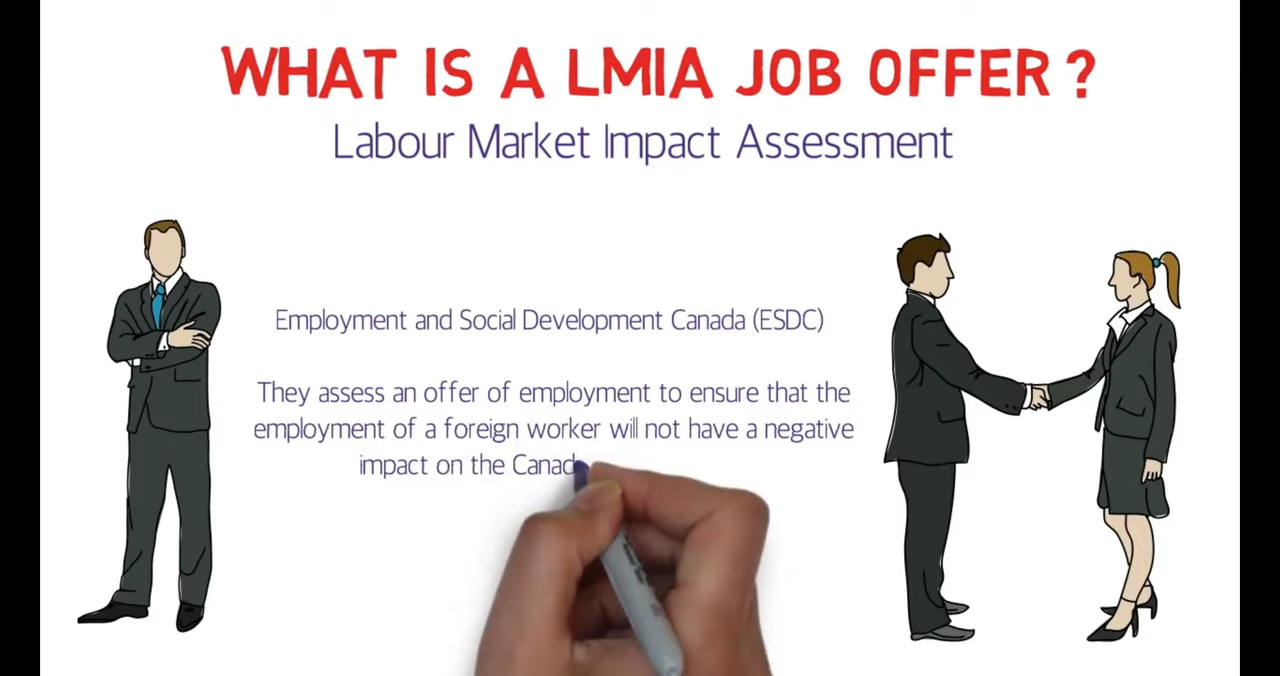 WHAT IS A LMIA JOB OFFER?
Labour Market Impact Assessment
Employment and Social Development Canada (ESDC)
They assess an offer of employment to ensure that the
employment of a foreign worker will not have a negative
impact on the Canad